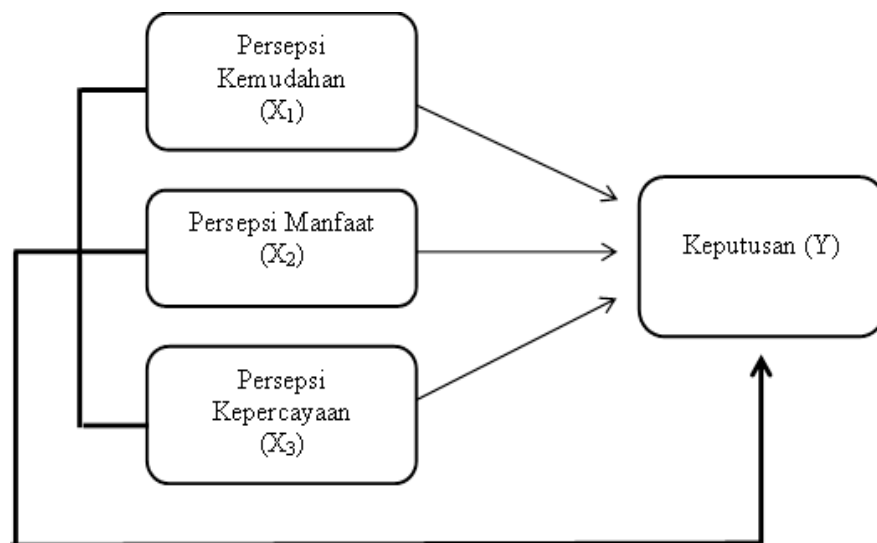 Persepsi
Kemudahan
(X₁)
Persepsi Manfaat
(X₂)
Persepsi
Kepercayaan
(X₃)
Keputusan (Y)